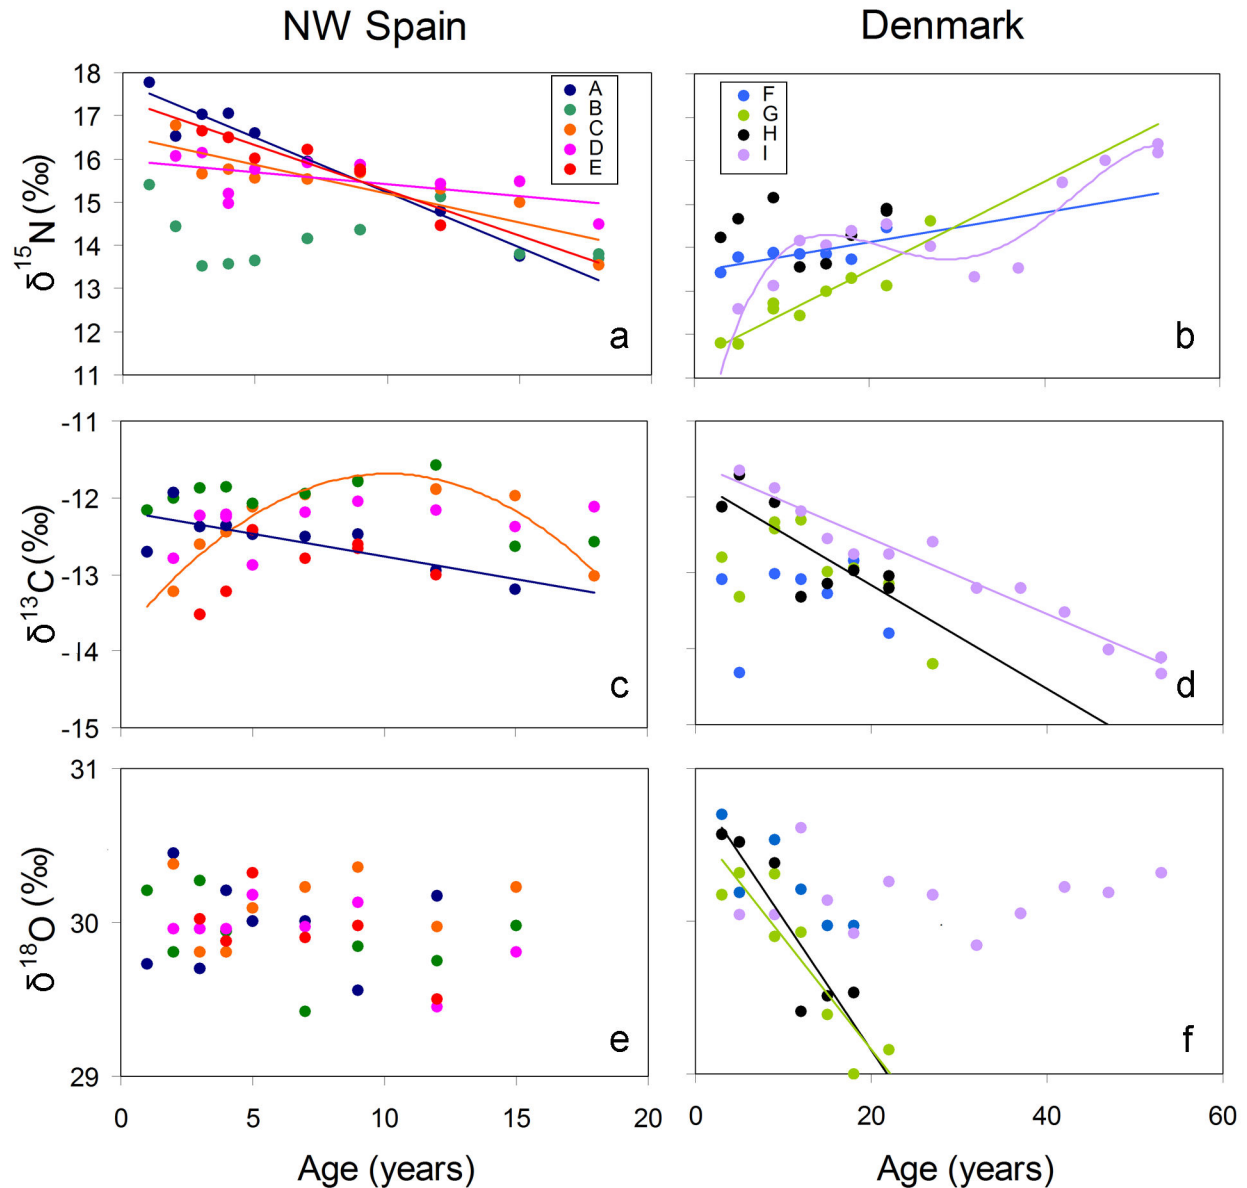 NW Spain
Denmark
δ15N (‰)
18
17
16
15
14
13
12
11
A
B
C
D
E
a
F
G
H
I
b
δ13C (‰)
-11
-12
-13
-14
-15
c
d
δ18O (‰)
31
30
29
e
f
0 5 10 15 20
0 20 40 60
Age (years)
Age (years)